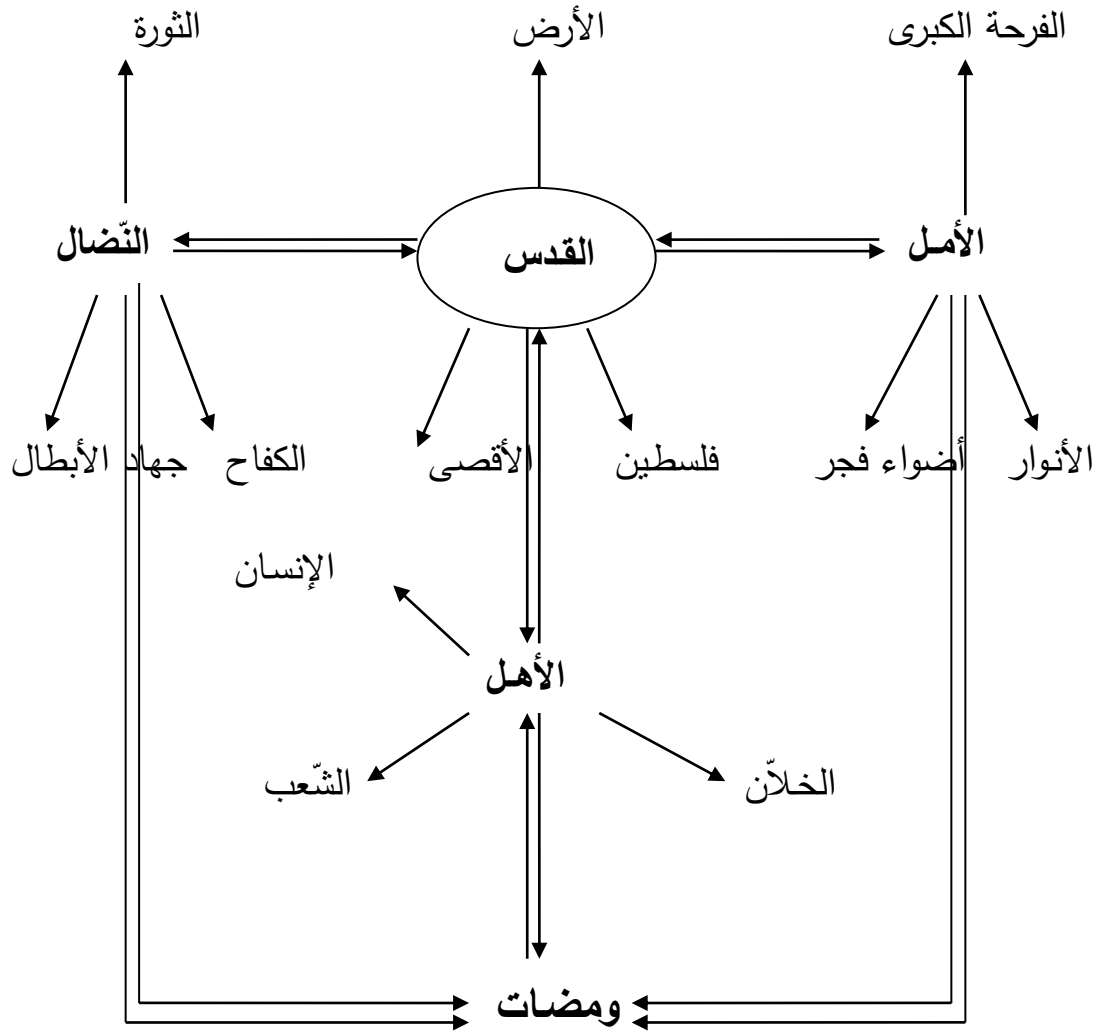 الفرحة الكبرى الأرض الثورة
الأمـل القدس النّضال
الأنوار أضواء فجر فلسطين الأقصى الكفاح جهاد الأبطال
الإنسان
الأهـل
الخلاّن الشّعب
ومضات